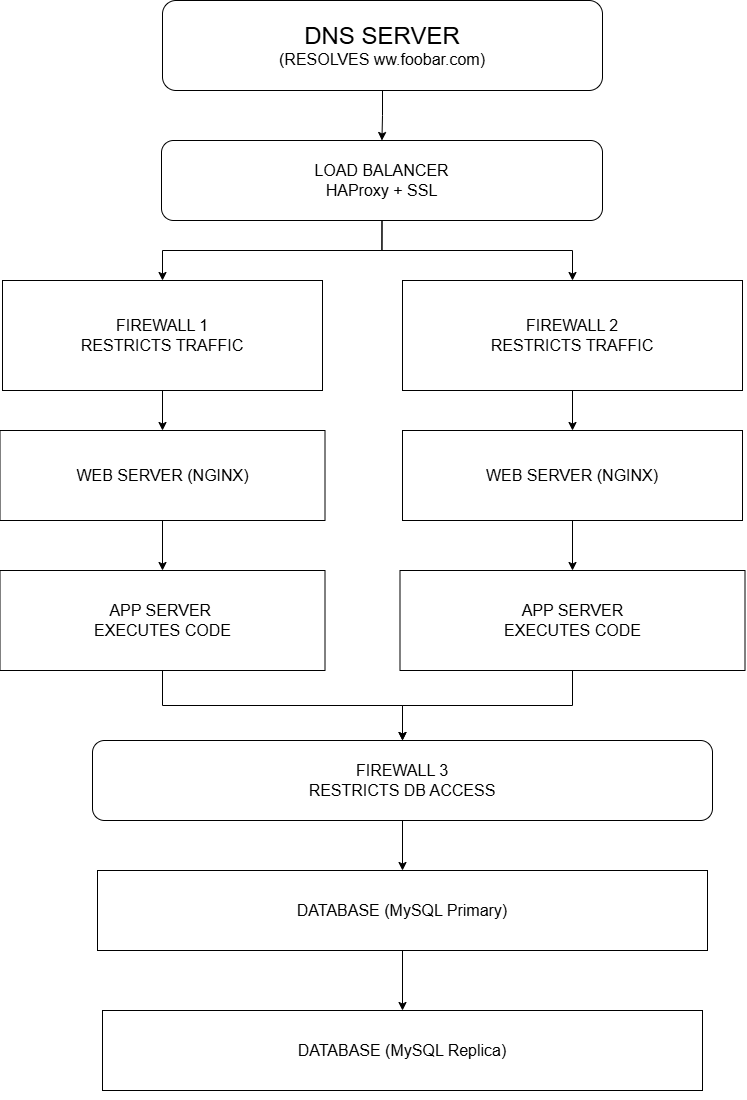 DNS SERVER
(RESOLVES ww.foobar.com)
LOAD BALANCER
HAProxy + SSL
FIREWALL 1
RESTRICTS TRAFFIC
FIREWALL 2
RESTRICTS TRAFFIC
WEB SERVER (NGINX)
WEB SERVER (NGINX)
APP SERVER
EXECUTES CODE
APP SERVER
EXECUTES CODE
FIREWALL 3
RESTRICTS DB ACCESS
DATABASE (MySQL Primary)
DATABASE (MySQL Replica)